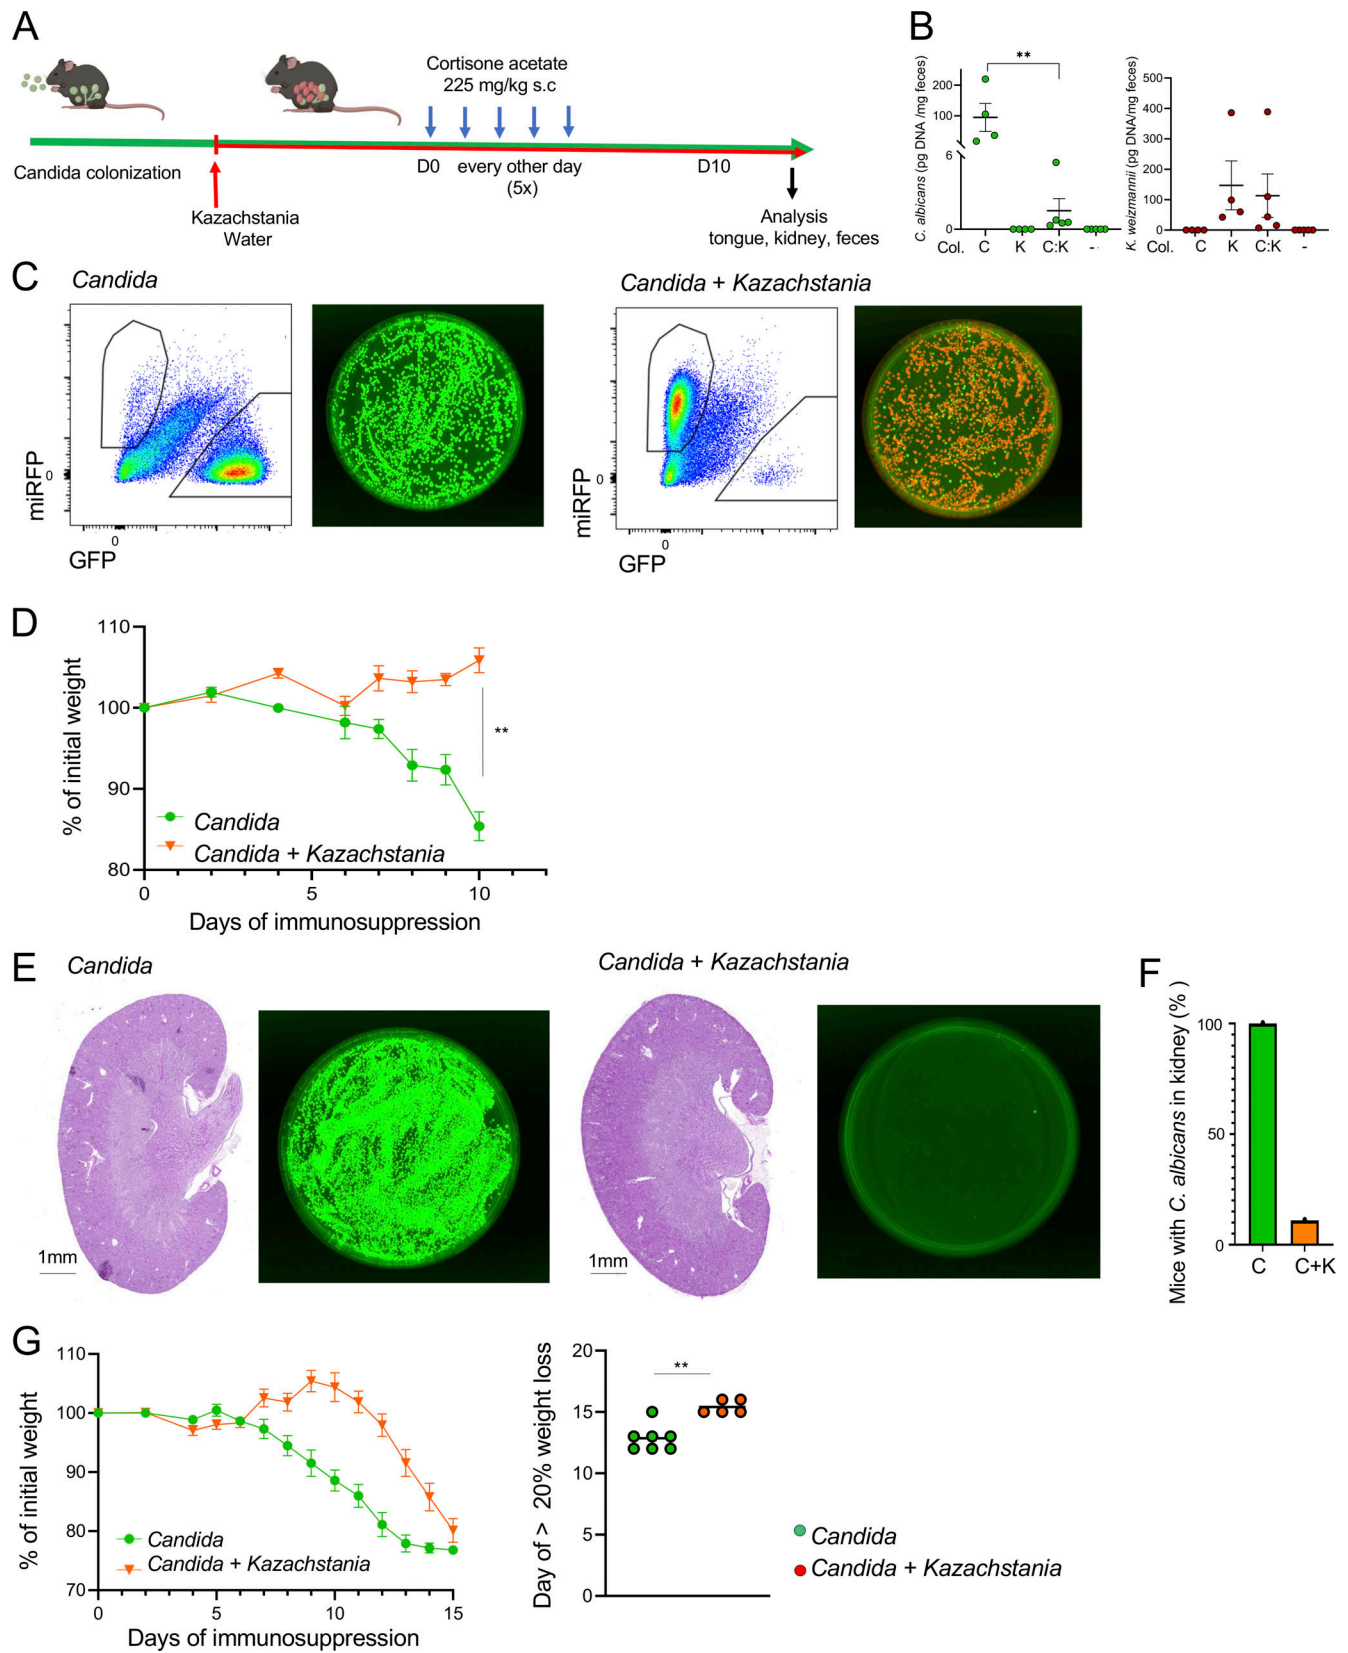 A
Cortisone acetate
225 mg/kg s.c
Candida colonization
D0
every other day
(5x)
D10
Kazachstania
Water
Analysis
tongue, kidney, feces
B
C. albicans (pg DNA /mg feces)
200
100
6
0
**
Col. C K C:K -
K. weizmannii (pg DNA/mg feces)
500
400
300
200
100
0
Col. C K C:K -
C
Candida
miRFP
0
0
GFP
Candida + Kazachstania
miRFP
0
0
GFP
D
% of initial weight
110
100
90
80
**
Candida
Candida + Kazachstania
0 5 10
Days of immunosuppression
E
Candida
1mm
Candida + Kazachstania
1mm
F
Mice with C. albicans in kidney (% )
100
50
0
C C+K
G
% of initial weight
110
100
90
80
70
Candida
Candida + Kazachstania
0 5 10 15
Days of immunosuppression
Day of > 20% weight loss
20
15
10
5
0
**
Candida
Candida + Kazachstania